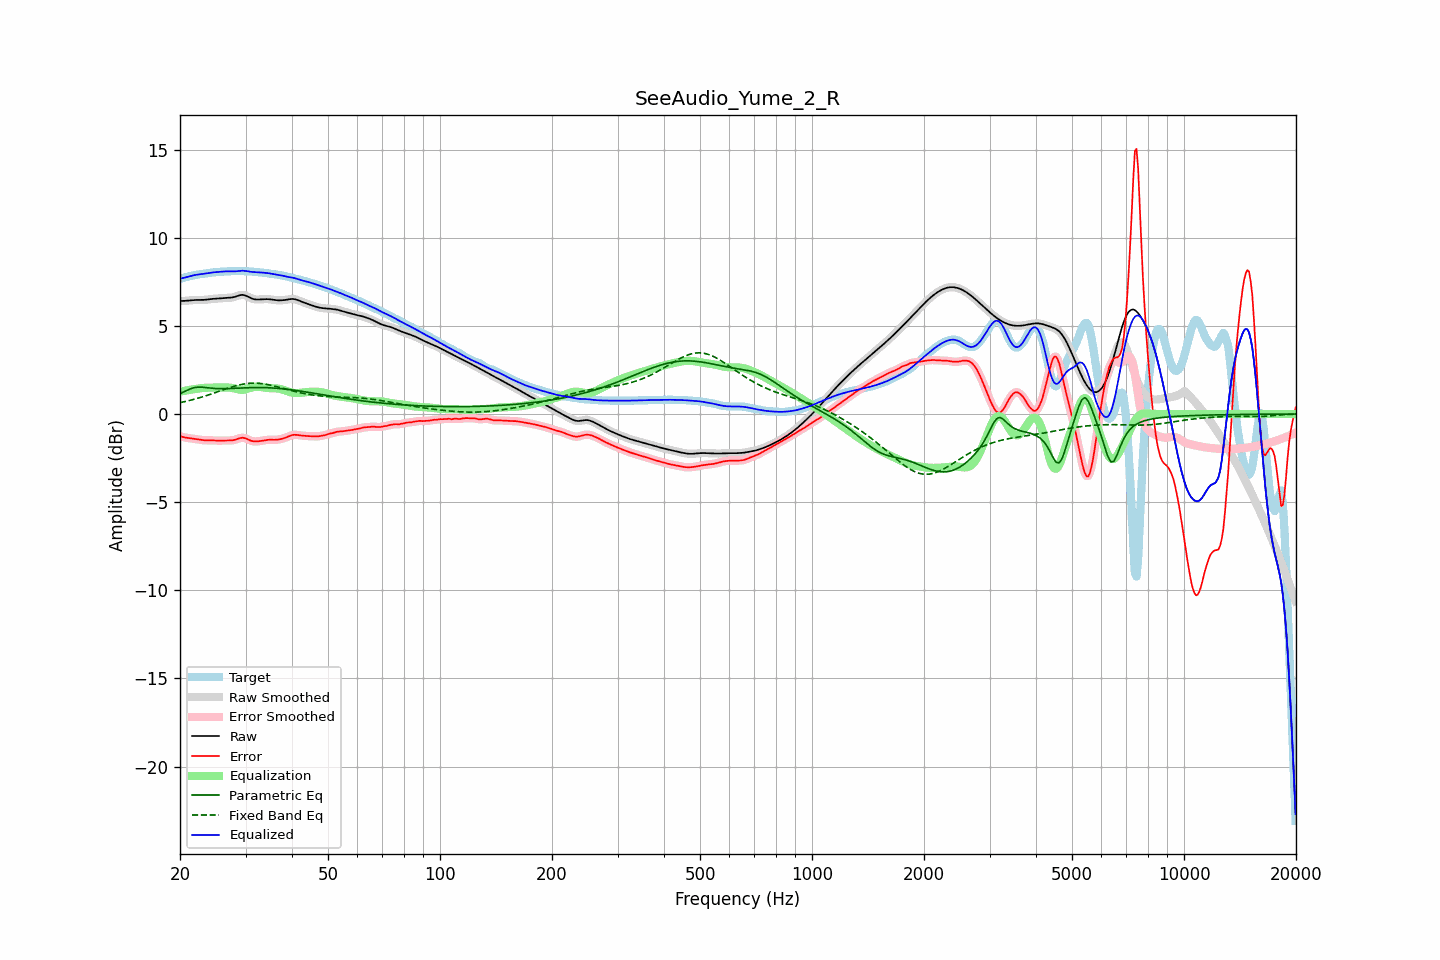 SeeAudio_Yume_2_R
15
10
5
0
−5
−10
−15
−20
Amplitude (dBr)
Target
Raw Smoothed
Error Smoothed
Raw
Error
Equalization
Parametric Eq
Fixed Band Eq
Equalized
20 50 100 200 500 1000 2000 5000 10000 20000
Frequency (Hz)